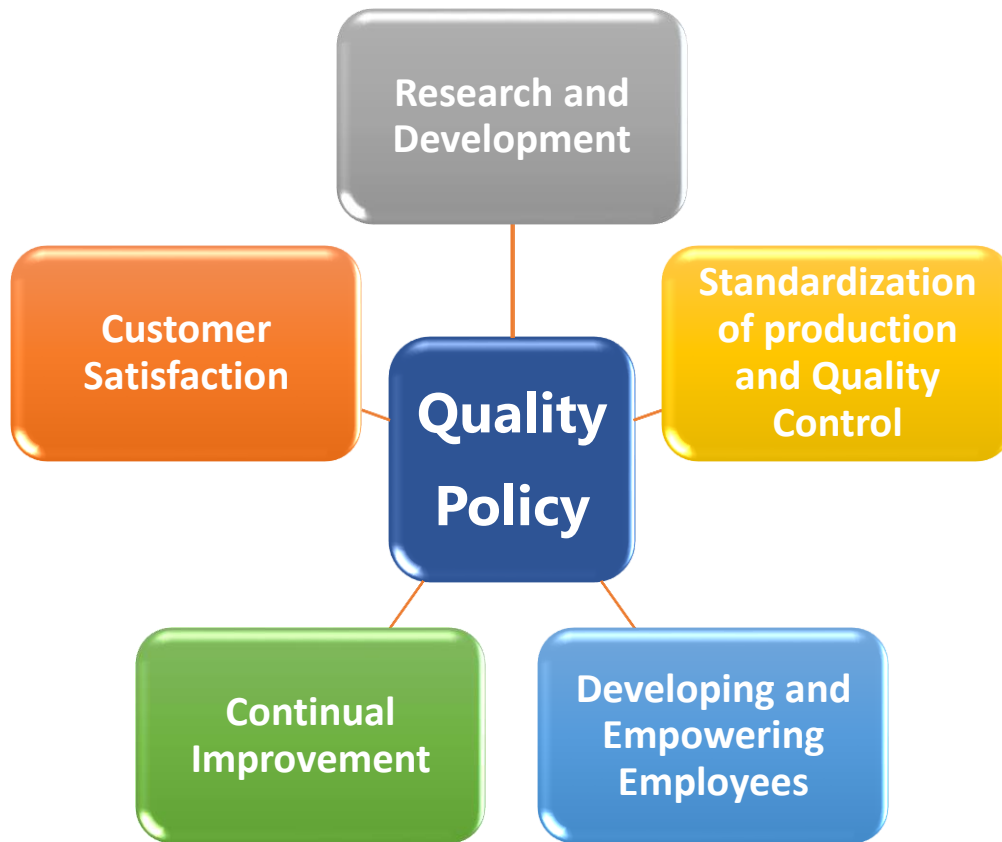 Research and
Development
Customer
Satisfaction
Standardization
of production
and Quality
Control
Quality
Policy
Continual
Improvement
Developing and
Empowering
Employees